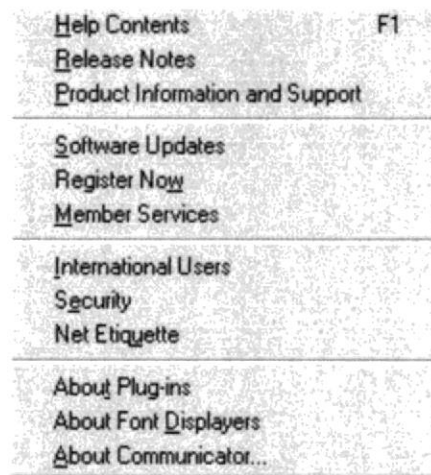 Help Contents F1
Release Notes
Product Information and Support
Software Updates
Register Now
Member Services
International Users
Security
Net Etiquette
About Plug-ins
About Font Displayers
About Communicator...